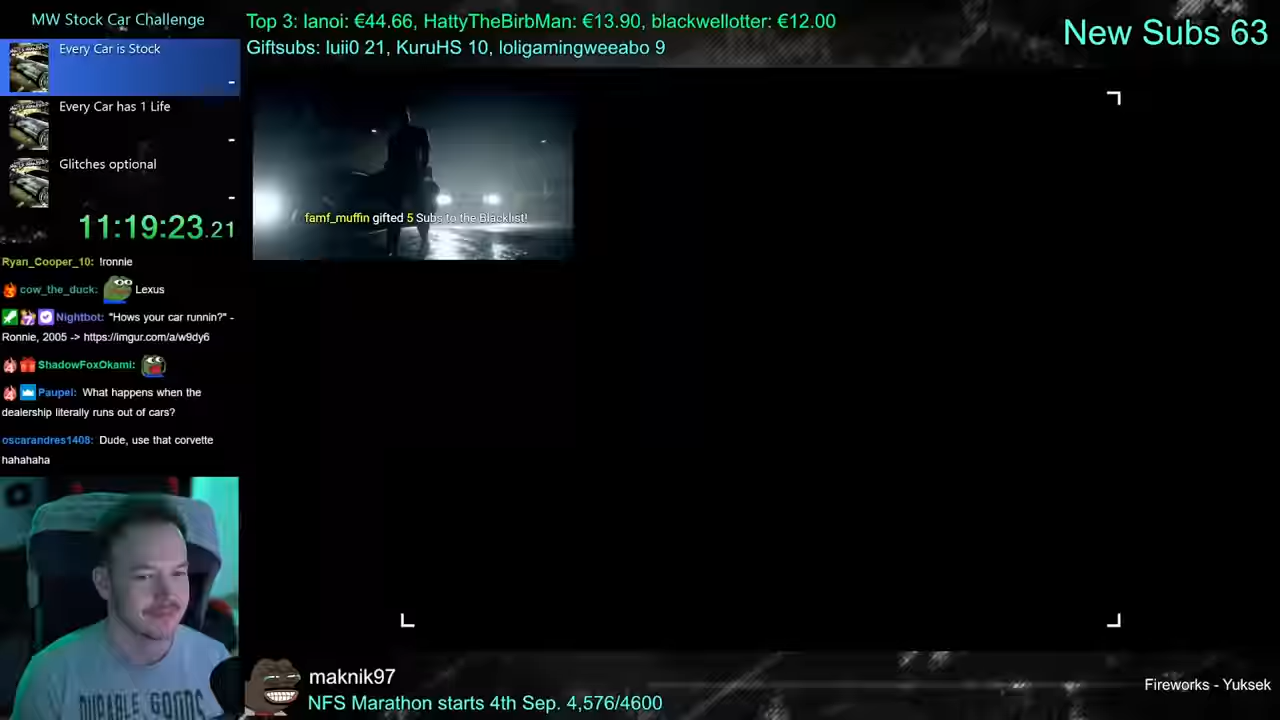 MW Stock Car Challenge
Every Car is Stock
-
Every Car has 1 Life
-
Glitches optional
-
11:19:23.21
Top 3: lanoi: €44.66, HattyTheBirbMan: €13.90, blackwellotter: €12.00
Giftsubs: luii0 21, KuruHS 10, loligamingweeabo 9
New Subs 63
famf_muffin gifted 5 Subs to the Blacklist!
Ryan_Cooper_10: !ronnie
cow_the_duck: Lexus
Nightbot: "Hows your car runnin?" -
Ronnie, 2005 -> https://imgur.com/a/w9dy6
ShadowFoxOkami:
Paupel: What happens when the
dealership literally runs out of cars?
oscarandres1408: Dude, use that corvette
hahahaha
DURABLE GOODS
maknik97
NFS Marathon starts 4th Sep. 4,576/4600
Fireworks - Yuksek